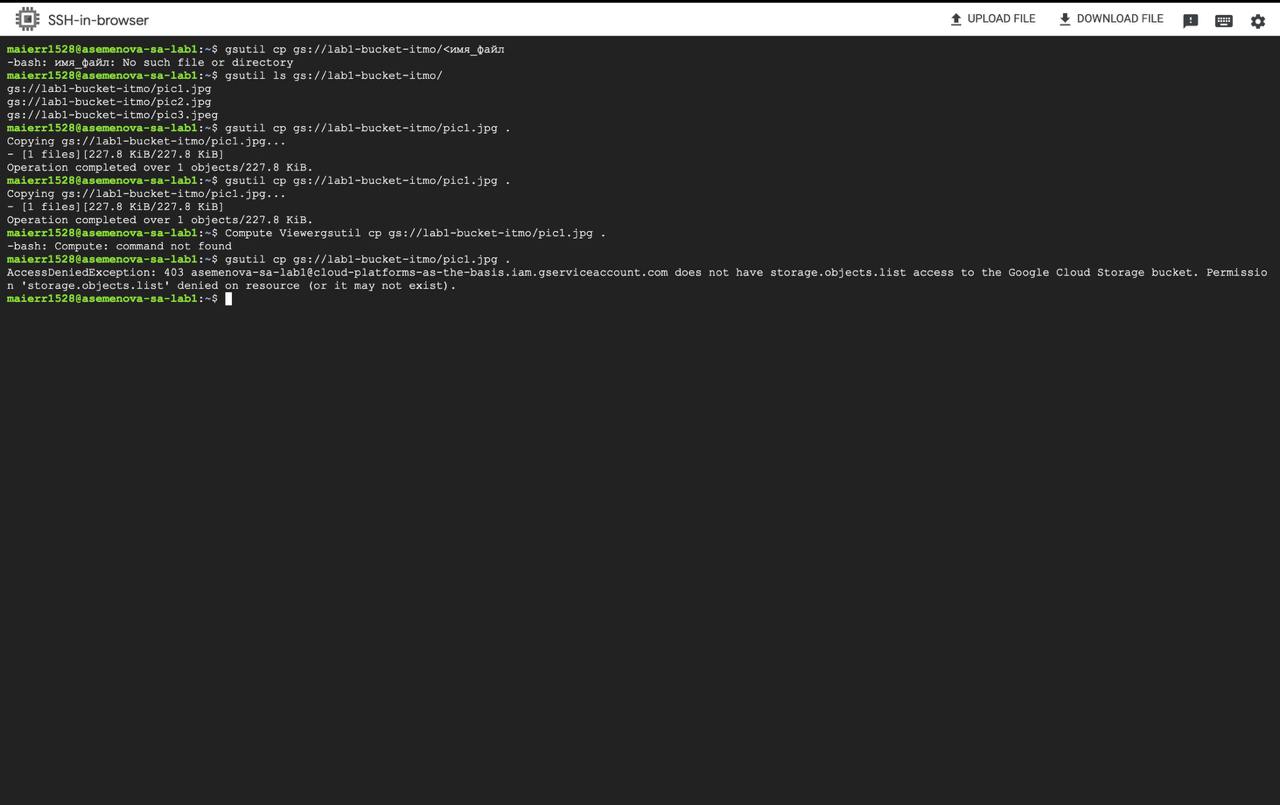 SSH-in-browser
UPLOAD FILE
DOWNLOAD FILE
maierr1528@asemenova-sa-lab1:~$ gsutil cp gs://lab1-bucket-itmo/<имя_файл
-bash: имя_файл: No such file or directory
maierr1528@asemenova-sa-lab1:~$ gsutil ls gs://lab1-bucket-itmo/
gs://lab1-bucket-itmo/pic1.jpg
gs://lab1-bucket-itmo/pic2.jpg
gs://lab1-bucket-itmo/pic3.jpeg
maierr1528@asemenova-sa-lab1:~$ gsutil cp gs://lab1-bucket-itmo/pic1.jpg .
Copying gs://lab1-bucket-itmo/pic1.jpg...
- [1 files][227.8 KiB/227.8 KiB]
Operation completed over 1 objects/227.8 KiB.
maierr1528@asemenova-sa-lab1:~$ gsutil cp gs://lab1-bucket-itmo/pic1.jpg .
Copying gs://lab1-bucket-itmo/pic1.jpg...
- [1 files][227.8 KiB/227.8 KiB]
Operation completed over 1 objects/227.8 KiB.
maierr1528@asemenova-sa-lab1:~$ Compute Viewergsutil cp gs://lab1-bucket-itmo/pic1.jpg .
-bash: Compute: command not found
maierr1528@asemenova-sa-lab1:~$ gsutil cp gs://lab1-bucket-itmo/pic1.jpg .
AccessDeniedException: 403 asemenova-sa-lab1@cloud-platforms-as-the-basis.iam.gserviceaccount.com does not have storage.objects.list access to the Google Cloud Storage bucket. Permissio
n 'storage.objects.list' denied on resource (or it may not exist).
maierr1528@asemenova-sa-lab1:~$